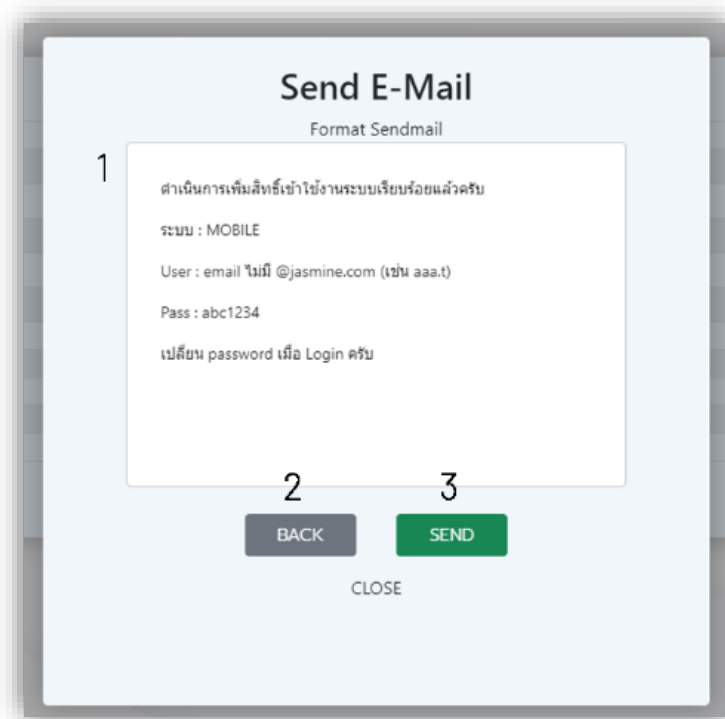 Send E-Mail
Format Sendmail
1
ดำเนินการเพิ่มสิทธิ์เข้าใช้งานระบบเรียบร้อยแล้วครับ
ระบบ : MOBILE
User : email ไม่มี @jasmine.com (เช่น aaa.t)
Pass : abc1234
เปลี่ยน password เมื่อ Login ครับ
2 3
BACK SEND
CLOSE